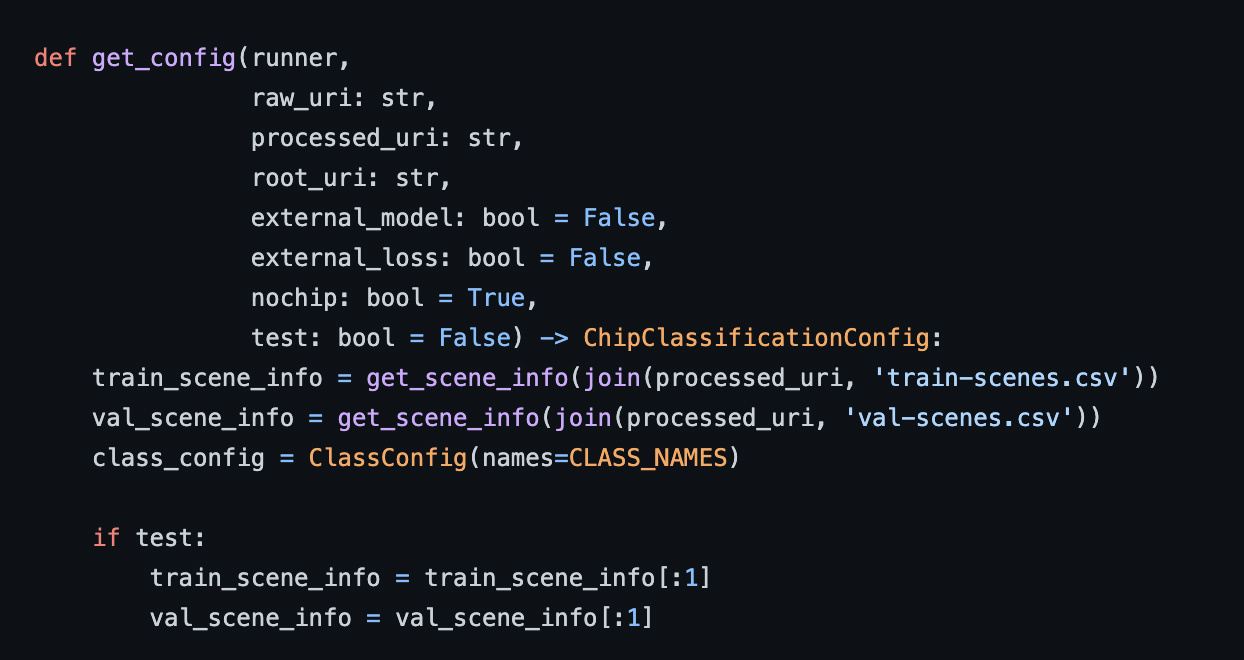 def get_config(runner,
               raw_uri: str,
               processed_uri: str,
               root_uri: str,
               external_model: bool = False,
               external_loss: bool = False,
               nochip: bool = True,
               test: bool = False) -> ChipClassificationConfig:
    train_scene_info = get_scene_info(join(processed_uri, 'train-scenes.csv'))
    val_scene_info = get_scene_info(join(processed_uri, 'val-scenes.csv'))
    class_config = ClassConfig(names=CLASS_NAMES)

    if test:
        train_scene_info = train_scene_info[:1]
        val_scene_info = val_scene_info[:1]